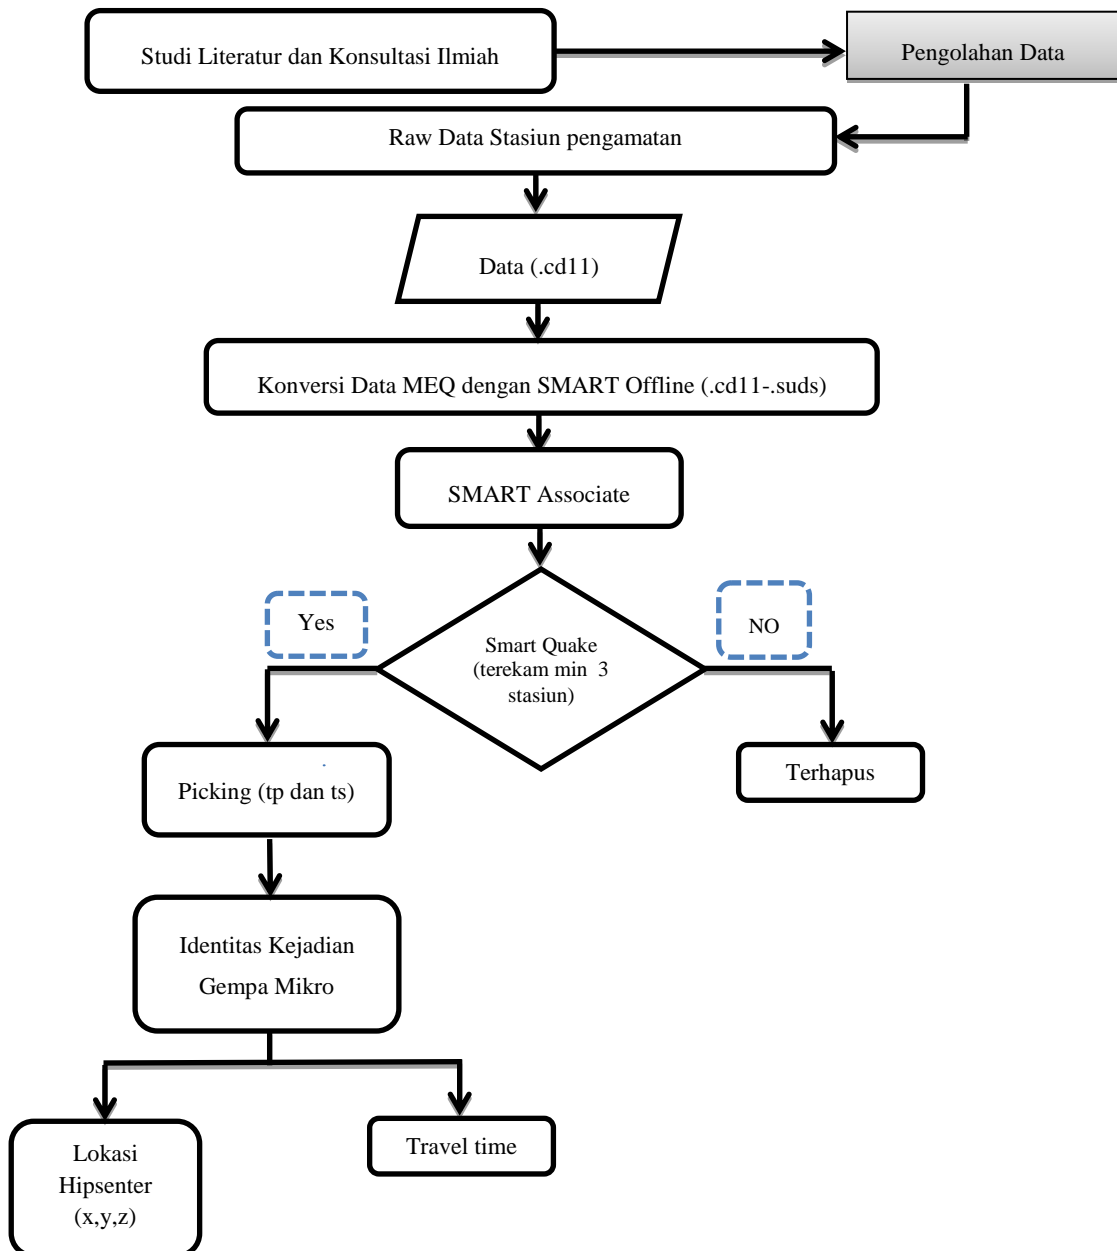 Studi Literatur dan Konsultasi Ilmiah
Pengolahan Data
Raw Data Stasiun pengamatan
Data (.cd11)
Konversi Data MEQ dengan SMART Offline (.cd11-.suds)
SMART Associate
Yes
NO
Smart Quake
(terekam min 3
stasiun)
Terhapus
Picking (tp dan ts)
Identitas Kejadian
Gempa Mikro
Lokasi
Hipsenter
(x,y,z)
Travel time